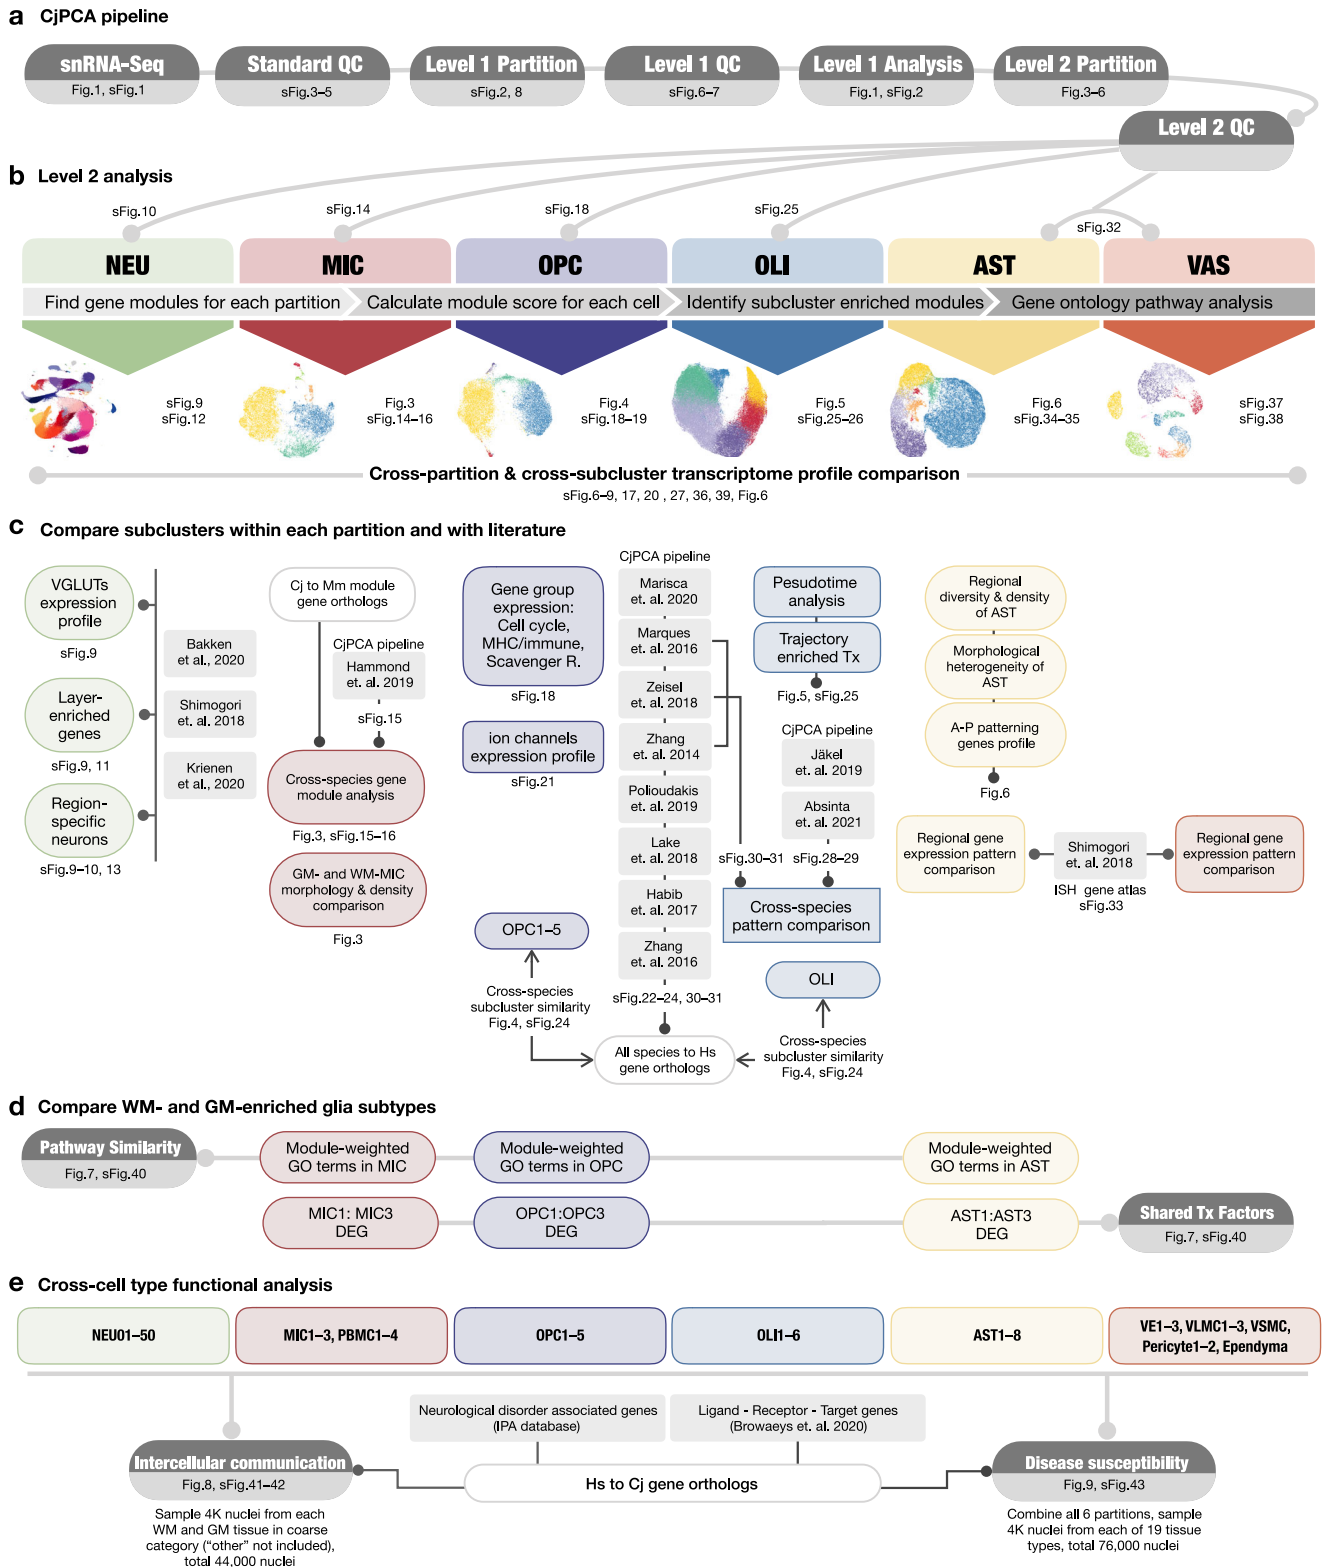 a CjPCA pipeline
snRNA-Seq
Fig.1, sFig.1
Standard QC
sFig.3–5
Level 1 Partition
sFig.2, 8
Level 1 QC
sFig.6–7
Level 1 Analysis
Fig.1, sFig.2
Level 2 Partition
Fig.3–6
Level 2 QC
b Level 2 analysis
sFig.10
sFig.14
sFig.18
sFig.25
sFig.32
NEU
MIC
OPC
OLI
AST
VAS
Find gene modules for each partition
Calculate module score for each cell
Identify subcluster enriched modules
Gene ontology pathway analysis
sFig.9
sFig.12
Fig.3
sFig.14–16
Fig.4
sFig.18–19
Fig.5
sFig.25–26
Fig.6
sFig.34–35
sFig.37
sFig.38
Cross-partition & cross-subcluster transcriptome profile comparison
sFig.6–9, 17, 20 , 27, 36, 39, Fig.6
c Compare subclusters within each partition and with literature
VGLUTs
expression
profile
sFig.9
Layer-
enriched
genes
sFig.9, 11
Region-
specific
neurons
sFig.9–10, 13
Bakken
et al., 2020
Shimogori
et. al. 2018
Krienen
et al., 2020
Cj to Mm module
gene orthologs
CjPCA pipeline
Hammond
et. al. 2019
sFig.15
Cross-species gene
module analysis
Fig.3, sFig.15–16
GM- and WM-MIC
morphology & density
comparison
Fig.3
Gene group
expression:
Cell cycle,
MHC/immune,
Scavenger R.
sFig.18
ion channels
expression profile
sFig.21
OPC1–5
Cross-species
subcluster similarity
Fig.4, sFig.24
CjPCA pipeline
Marisca
et. al. 2020
Marques
et. al. 2016
Zeisel
et. al. 2018
Zhang
et. al. 2014
Polioudakis
et. al. 2019
Lake
et. al. 2018
Habib
et. al. 2017
Zhang
et. al. 2016
sFig.22–24, 30–31
All species to Hs
gene orthologs
Pesudotime
analysis
Trajectory
enriched Tx
Fig.5, sFig.25
CjPCA pipeline
Jäkel
et. al. 2019
Absinta
et. al. 2021
sFig.30–31
sFig.28–29
Cross-species
pattern comparison
OLI
Cross-species
subcluster similarity
Fig.4, sFig.24
Regional
diversity & density
of AST
Morphological
heterogeneity of
AST
A-P patterning
genes profile
Fig.6
Regional gene
expression pattern
comparison
Shimogori
et. al. 2018
ISH gene atlas
sFig.33
Regional gene
expression pattern
comparison
d Compare WM- and GM-enriched glia subtypes
Pathway Similarity
Fig.7, sFig.40
Module-weighted
GO terms in MIC
Module-weighted
GO terms in OPC
Module-weighted
GO terms in AST
MIC1: MIC3
DEG
OPC1:OPC3
DEG
AST1:AST3
DEG
Shared Tx Factors
Fig.7, sFig.40
e Cross-cell type functional analysis
NEU01–50
MIC1–3, PBMC1–4
OPC1–5
OLI1–6
AST1–8
VE1–3, VLMC1–3, VSMC,
Pericyte1–2, Ependyma
Neurological disorder associated genes
(IPA database)
Ligand - Receptor - Target genes
(Browaeys et. al. 2020)
Intercellular communication
Fig.8, sFig.41–42
Sample 4K nuclei from each
WM and GM tissue in coarse
category (“other” not included),
total 44,000 nuclei
Hs to Cj gene orthologs
Disease susceptibility
Fig.9, sFig.43
Combine all 6 partitions, sample
4K nuclei from each of 19 tissue
types, total 76,000 nuclei